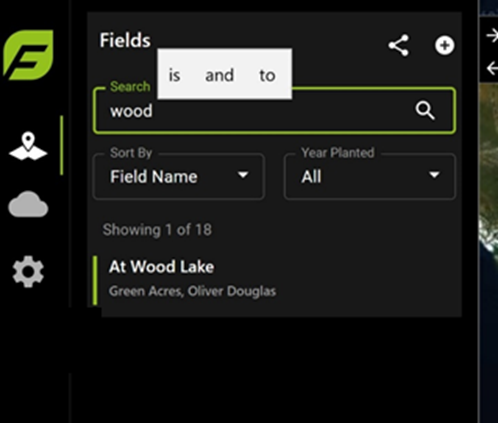 Fields
is and to
Search
wood
Sort By
Field Name
Year Planted
All
Showing 1 of 18
At Wood Lake
Green Acres, Oliver Douglas